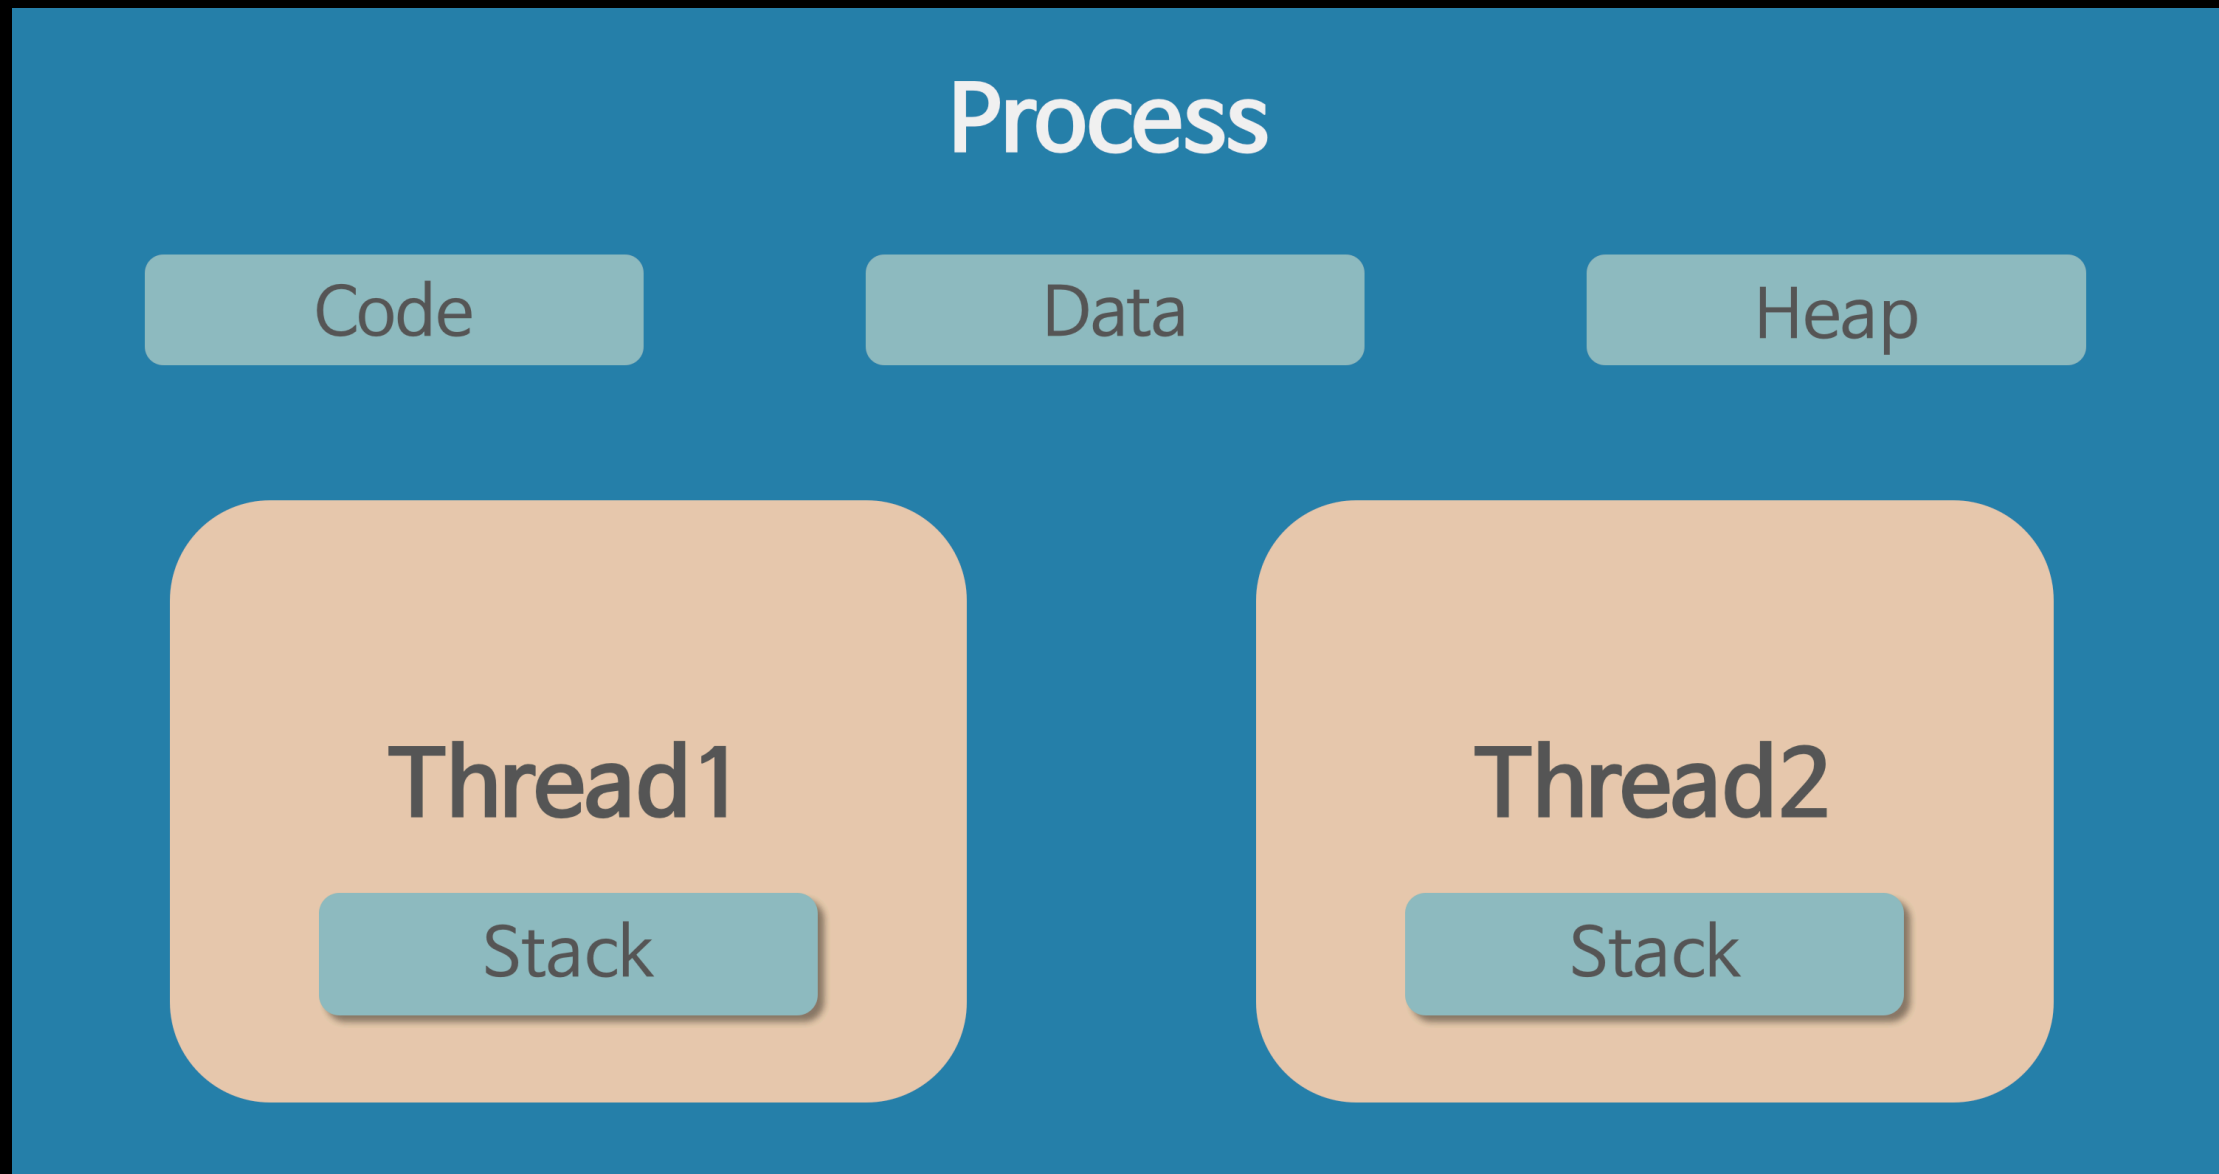 Process
Code
Data
Heap
Thread1
Thread2
Stack
Stack